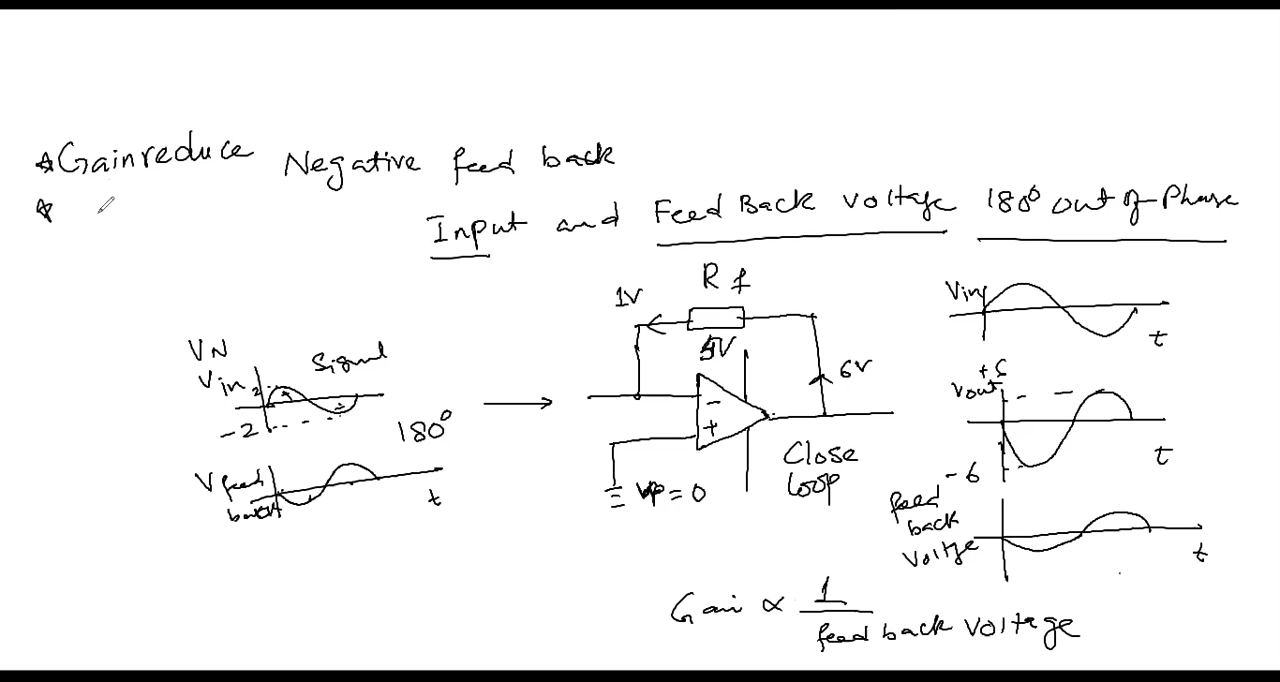 ☆ Gain reduce Negative feed back
☆
Input and Feed Back voltage 180° out of Phase
Rf
1V
5V
6V
Close
loop
Vp = 0
VN
Vin
Signal
2
-2
180°
V feed
back
t
Vin
t
+6
Vout
-6
t
feed
back
voltge
t
Gain ∝ 1
feed back voltage